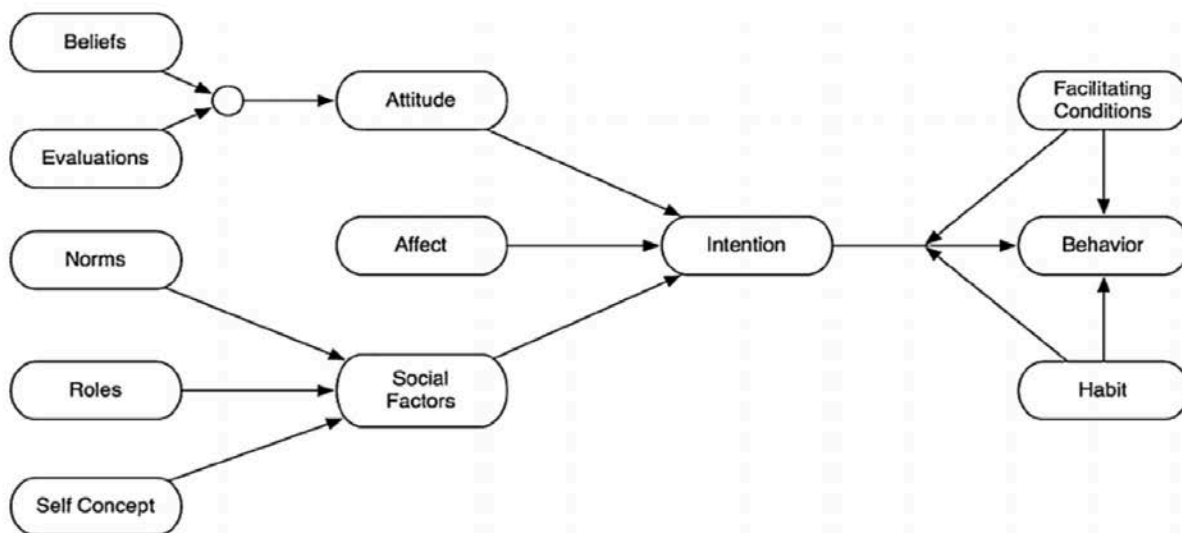 Beliefs
Evaluations
Norms
Roles
Self Concept
Attitude
Affect
Social
Factors
Intention
Facilitating
Conditions
Behavior
Habit